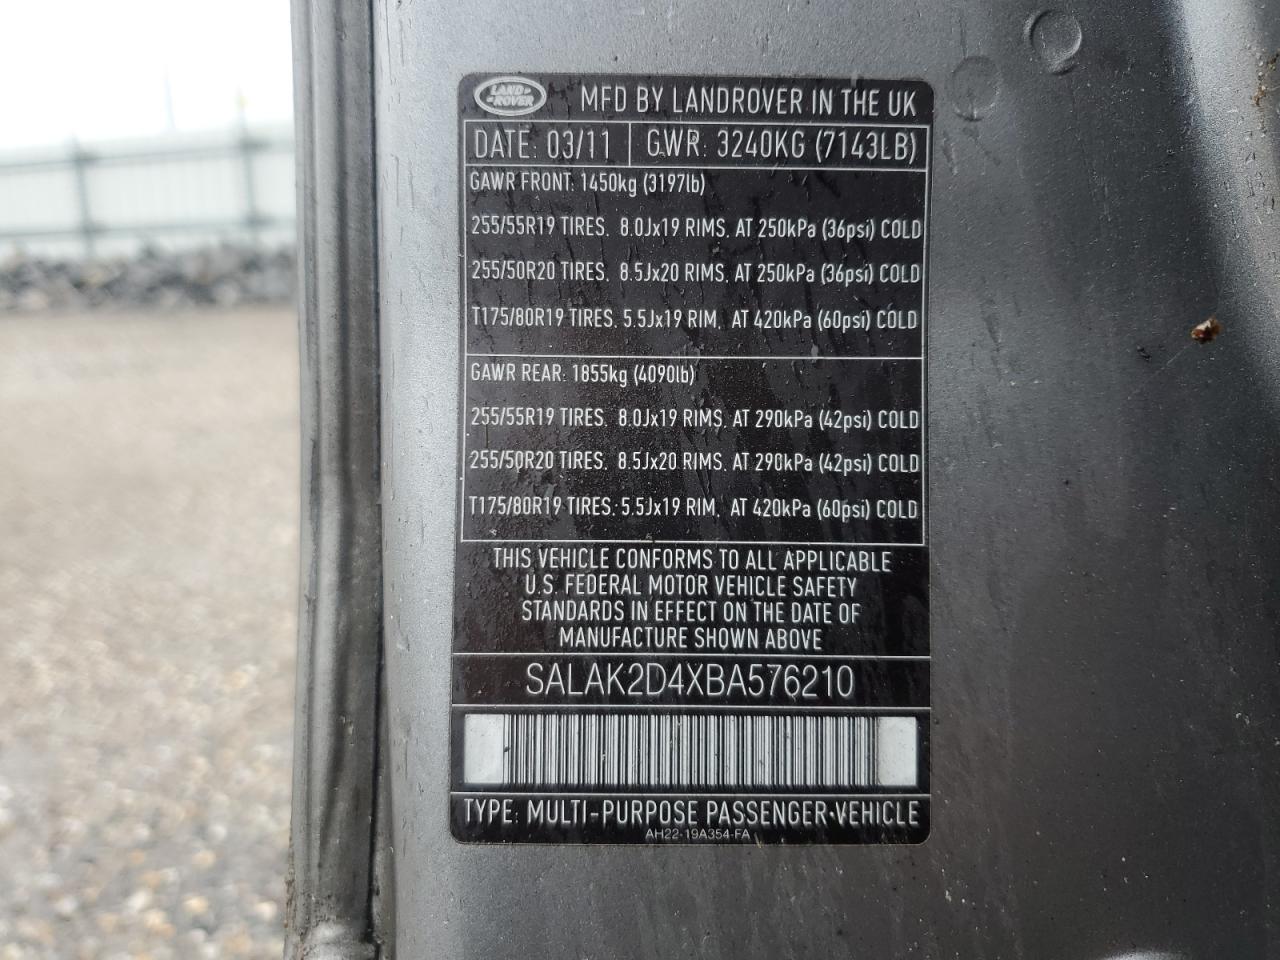 LAND ROVER
MFD BY LANDROVER IN THE UK
DATE: 03/11 GWR: 3240KG (7143LB)
GAWR FRONT: 1450kg (3197lb)
255/55R19 TIRES, 8.0Jx19 RIMS, AT 250kPa (36psi) COLD
255/50R20 TIRES, 8.5Jx20 RIMS, AT 250kPa (36psi) COLD
T175/80R19 TIRES, 5.5Jx19 RIM, AT 420kPa (60psi) COLD
GAWR REAR: 1855kg (4090lb)
255/55R19 TIRES, 8.0Jx19 RIMS, AT 290kPa (42psi) COLD
255/50R20 TIRES, 8.5Jx20 RIMS, AT 290kPa (42psi) COLD
T175/80R19 TIRES, 5.5Jx19 RIM, AT 420kPa (60psi) COLD
THIS VEHICLE CONFORMS TO ALL APPLICABLE
U.S. FEDERAL MOTOR VEHICLE SAFETY
STANDARDS IN EFFECT ON THE DATE OF
MANUFACTURE SHOWN ABOVE
SALAK2D4XBA576210
TYPE: MULTI-PURPOSE PASSENGER VEHICLE
AH22-19A354-FA